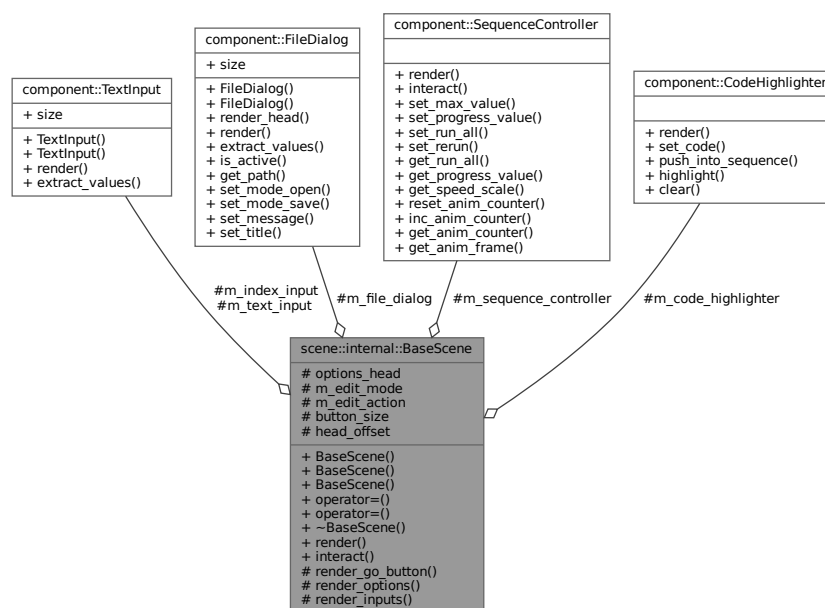 component::TextInput
+ size
+ TextInput()
+ TextInput()
+ render()
+ extract_values()
component::FileDialog
+ size
+ FileDialog()
+ FileDialog()
+ render_head()
+ render()
+ extract_values()
+ is_active()
+ get_path()
+ set_mode_open()
+ set_mode_save()
+ set_message()
+ set_title()
component::SequenceController
+ render()
+ interact()
+ set_max_value()
+ set_progress_value()
+ set_run_all()
+ set_rerun()
+ get_run_all()
+ get_progress_value()
+ get_speed_scale()
+ reset_anim_counter()
+ inc_anim_counter()
+ get_anim_counter()
+ get_anim_frame()
component::CodeHighlighter
+ render()
+ set_code()
+ push_into_sequence()
+ highlight()
+ clear()
#m_index_input
#m_text_input
#m_file_dialog
#m_sequence_controller
#m_code_highlighter
scene::internal::BaseScene
# options_head
# m_edit_mode
# m_edit_action
# button_size
# head_offset
+ BaseScene()
+ BaseScene()
+ BaseScene()
+ operator=()
+ operator=()
+ ~BaseScene()
+ render()
+ interact()
# render_go_button()
# render_options()
# render_inputs()